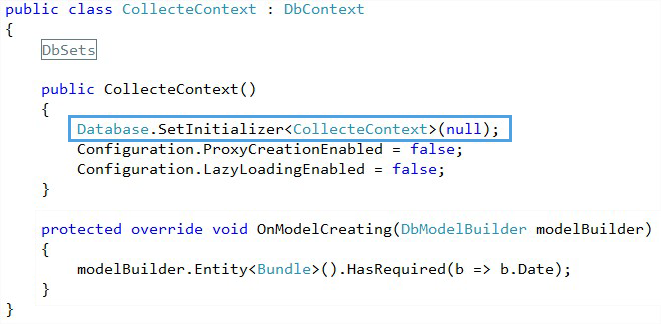 public class CollecteContext : DbContext
{
DbSets
public CollecteContext()
{
Database.SetInitializer<CollecteContext>(null);
Configuration.ProxyCreationEnabled = false;
Configuration.LazyLoadingEnabled = false;
}
protected override void OnModelCreating(DbModelBuilder modelBuilder)
{
modelBuilder.Entity<Bundle>().HasRequired(b => b.Date);
}
}